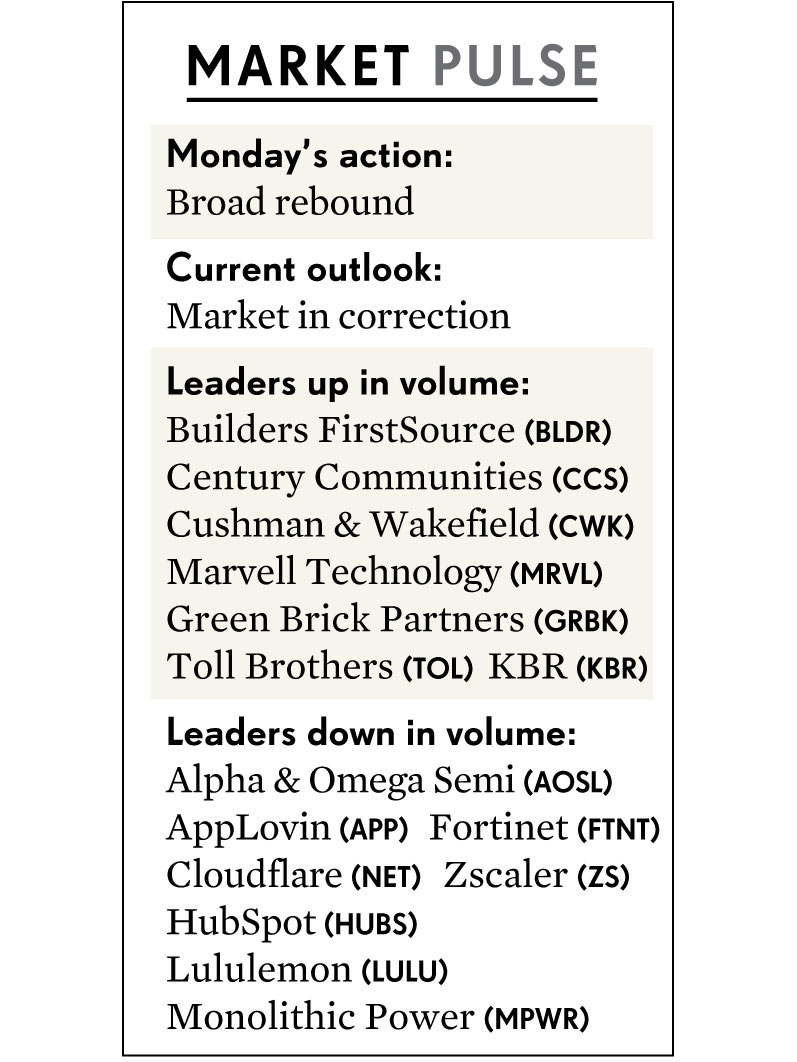 MARKET PULSE
Monday’s action:
Broad rebound
Current outlook:
Market in correction
Leaders up in volume:
Builders FirstSource (BLDR)
Century Communities (CCS)
Cushman & Wakefield (CWK)
Marvell Technology (MRVL)
Green Brick Partners (GRBK)
Toll Brothers (TOL) KBR (KBR)
Leaders down in volume:
Alpha & Omega Semi (AOSL)
AppLovin (APP) Fortinet (FTNT)
Cloudflare (NET) Zscaler (ZS)
HubSpot (HUBS)
Lululemon (LULU)
Monolithic Power (MPWR)